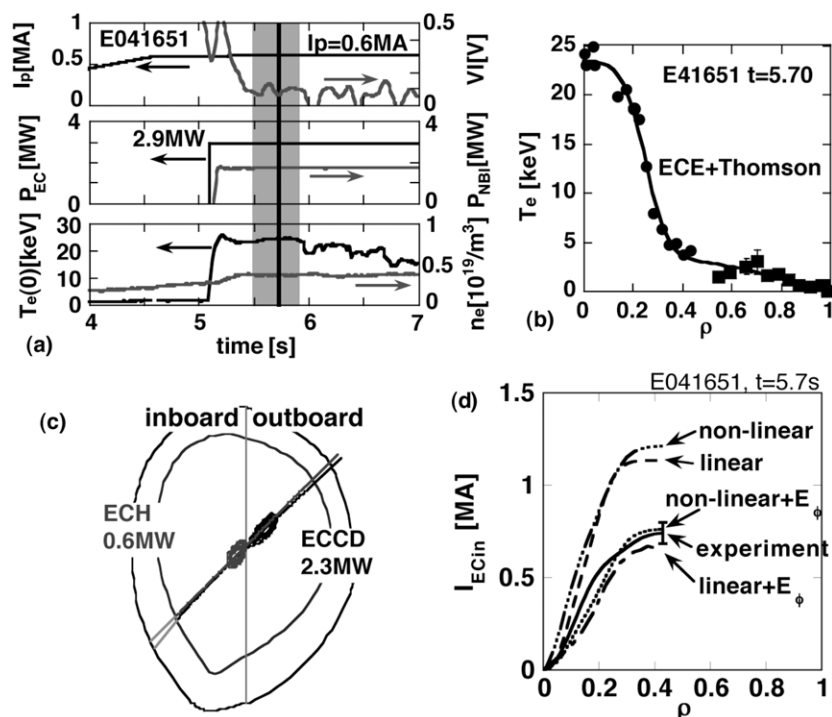 (a)
E041651
Ip=0.6MA
Ip[MA]
1
0.5
0
Vl[V]
0.5
0
2.9MW
PEC [MW]
4
2
0
PNBI[MW]
4
2
0
Te(0)[keV]
30
20
10
0
ne[10^19/m^3]
1
0.5
0
4 5 6 7
time [s]
(b)
E41651 t=5.70
ECE+Thomson
Te [keV]
25
20
15
10
5
0
0 0.2 0.4 0.6 0.8 1
ρ
(c)
inboard outboard
ECH
0.6MW
ECCD
2.3MW
(d)
E041651, t=5.7s
IECin [MA]
1.5
1
0.5
0
non-linear
linear
non-linear+Eϕ
experiment
linear+Eϕ
0 0.2 0.4 0.6 0.8 1
ρ